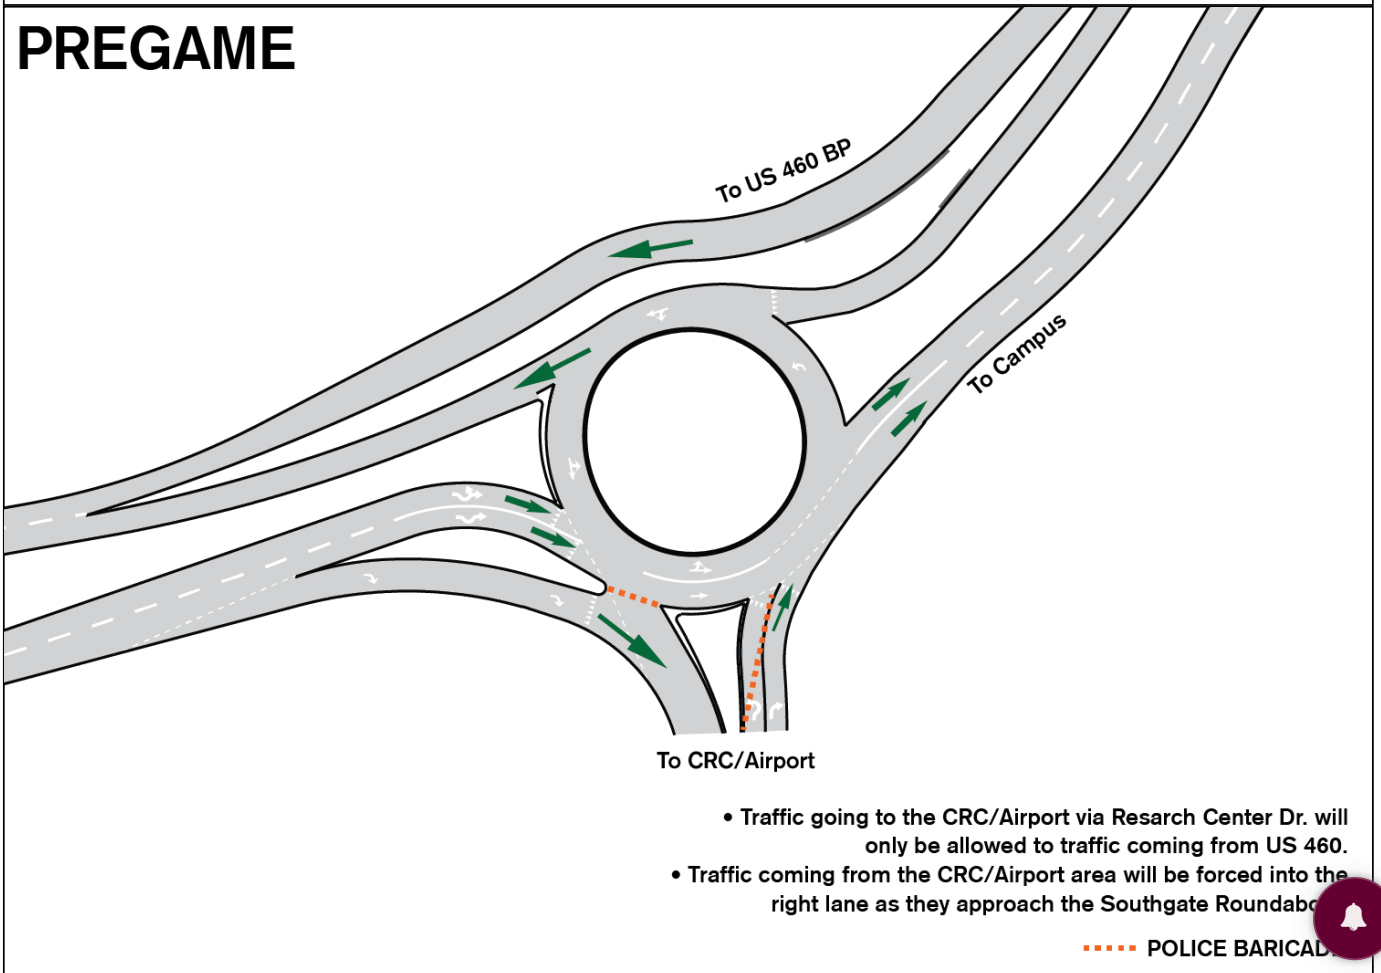 PREGAME
To US 460 BP
To Campus
To CRC/Airport
• Traffic going to the CRC/Airport via Resarch Center Dr. will
only be allowed to traffic coming from US 460.
• Traffic coming from the CRC/Airport area will be forced into the
right lane as they approach the Southgate
POLICE